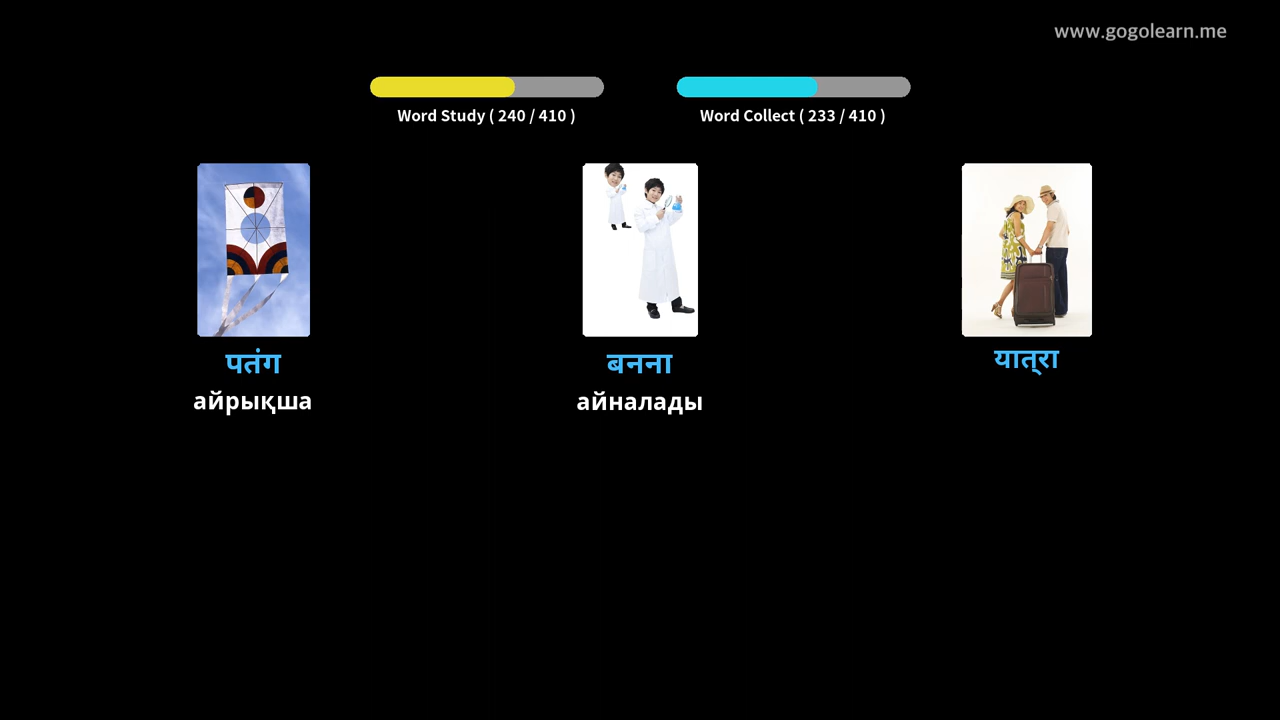 www.gogolearn.me
Word Study ( 240 / 410 )
Word Collect ( 233 / 410 )
पतंग
बनना
यात्रा
айрықша
айналады